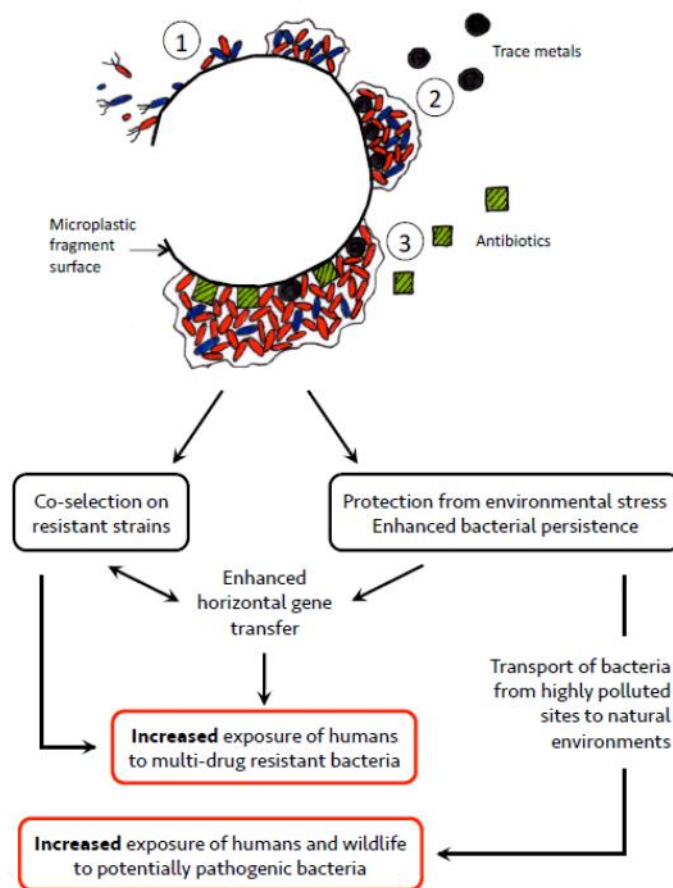 1
Trace metals
2
Microplastic
fragment
surface
3
Antibiotics
Co-selection on
resistant strains
Protection from environmental stress
Enhanced bacterial persistence
Enhanced
horizontal gene
transfer
Transport of bacteria
from highly polluted
sites to natural
environments
Increased exposure of humans
to multi-drug resistant bacteria
Increased exposure of humans and wildlife
to potentially pathogenic bacteria